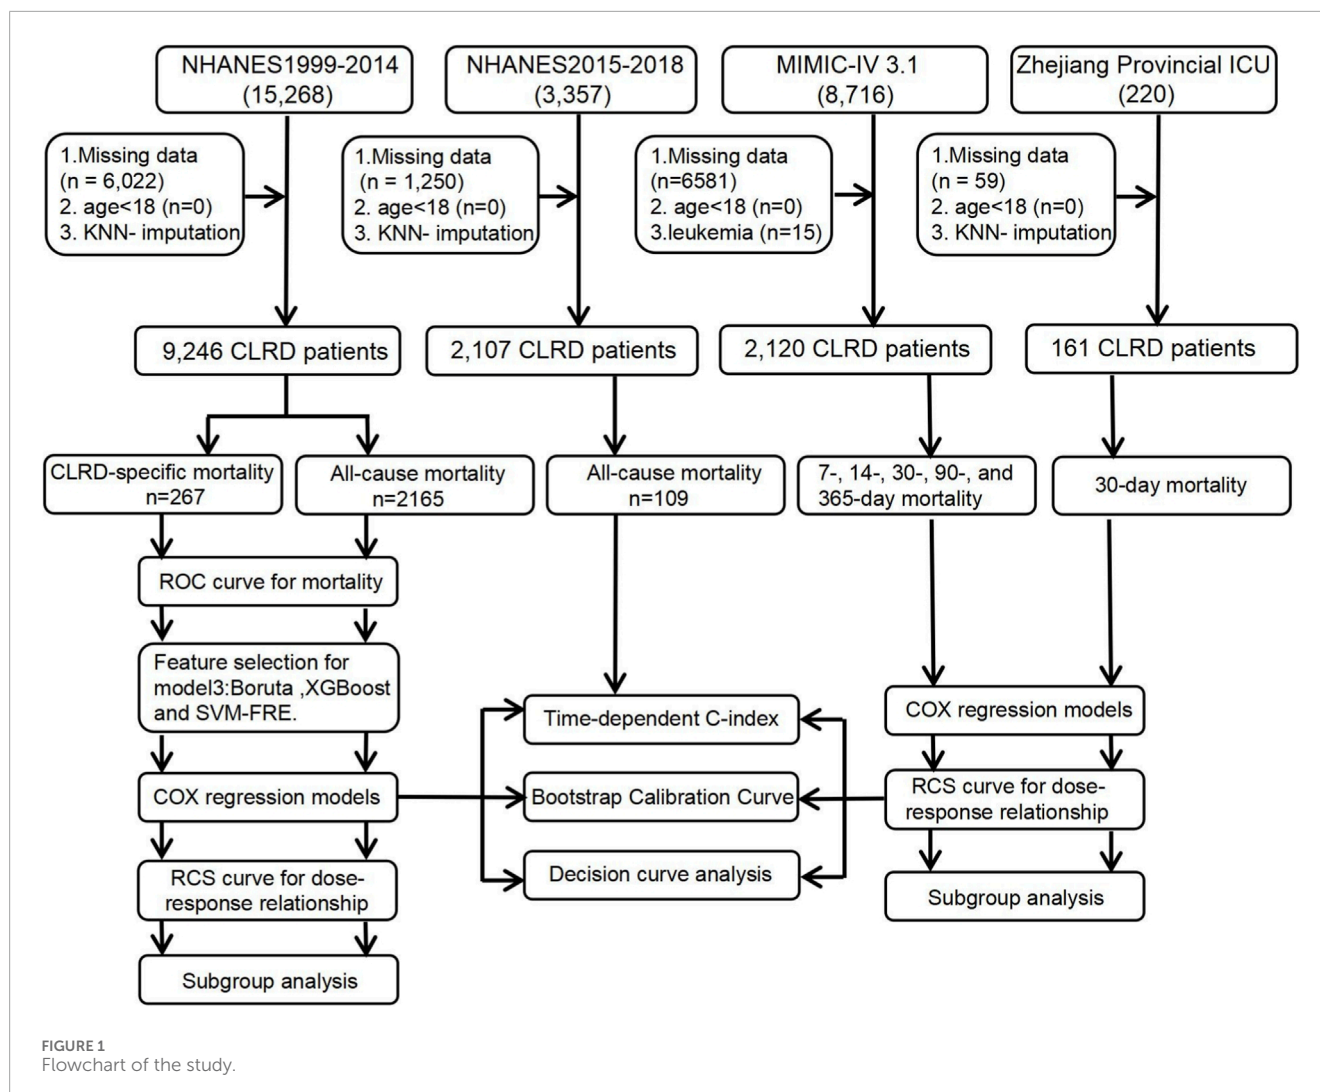 NHANES1999-2014
(15,268)
NHANES2015-2018
(3,357)
MIMIC-IV 3.1
(8,716)
Zhejiang Provincial ICU
(220)
1.Missing data
(n = 6,022)
2. age<18 (n=0)
3. KNN- imputation
1.Missing data
(n = 1,250)
2. age<18 (n=0)
3. KNN- imputation
1.Missing data
(n=6581)
2. age<18 (n=0)
3.leukemia (n=15)
1.Missing data
(n = 59)
2. age<18 (n=0)
3. KNN- imputation
9,246 CLRD patients
2,107 CLRD patients
2,120 CLRD patients
161 CLRD patients
CLRD-specific mortality
n=267
All-cause mortality
n=2165
All-cause mortality
n=109
7-, 14-, 30-, 90-, and
365-day mortality
30-day mortality
ROC curve for mortality
Feature selection for
model3:Boruta ,XGBoost
and SVM-FRE.
COX regression models
RCS curve for dose-
response relationship
Subgroup analysis
Time-dependent C-index
Bootstrap Calibration Curve
Decision curve analysis
COX regression models
RCS curve for dose-
response relationship
Subgroup analysis
FIGURE 1
Flowchart of the study.